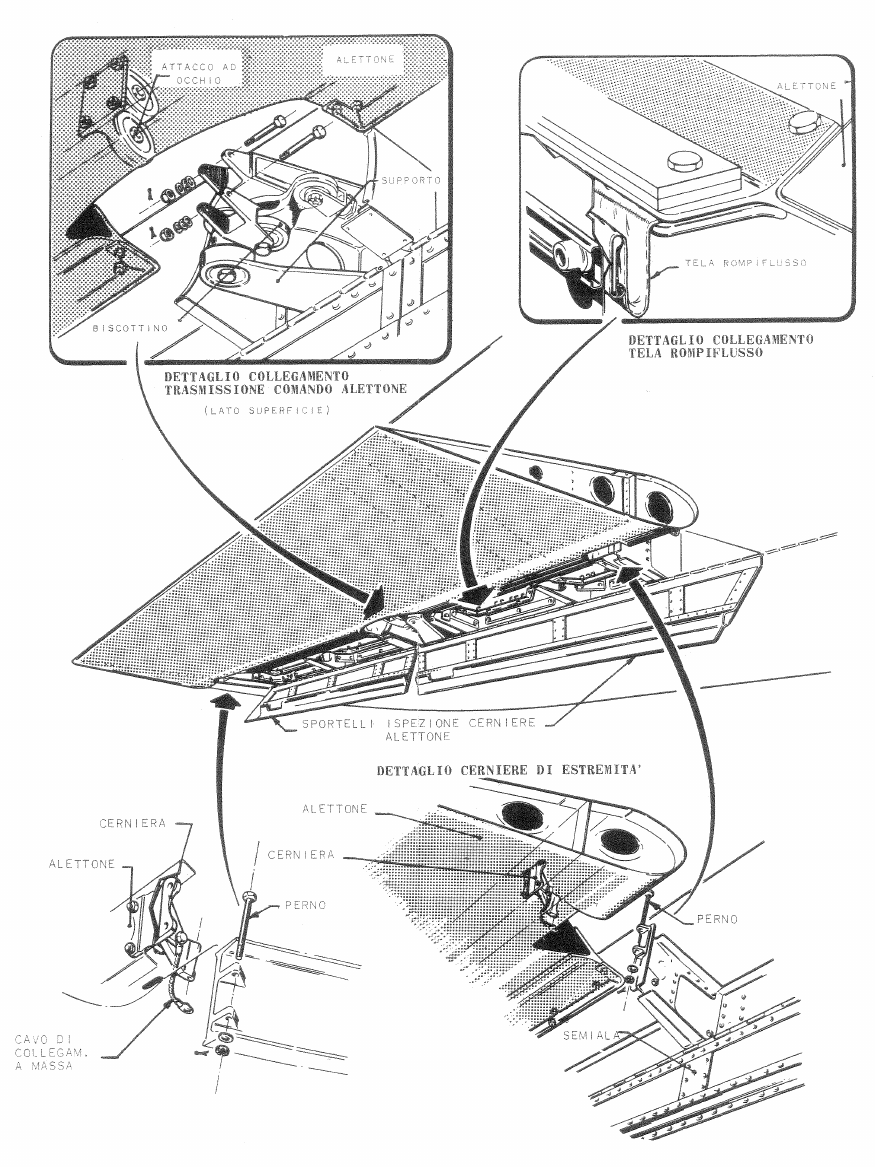 ATTACCO AD
OCCHIO
ALETTONE
SUPPORTO
BISCOTTINO
DETTAGLIO COLLEGAMENTO
TRASMISSIONE COMANDO ALETTONE
(LATO SUPERFICIE)
ALETTONE
TELA ROMPIFLUSSO
DETTAGLIO COLLEGAMENTO
TELA ROMPIFLUSSO
SPORTELLI ISPEZIONE CERNIERE
ALETTONE
DETTAGLIO CERNIERE DI ESTREMITA'
CERNIERA
ALETTONE
PERNO
CAVO DI
COLLEGAM.
A MASSA
ALETTONE
CERNIERA
PERNO
SEMIALA